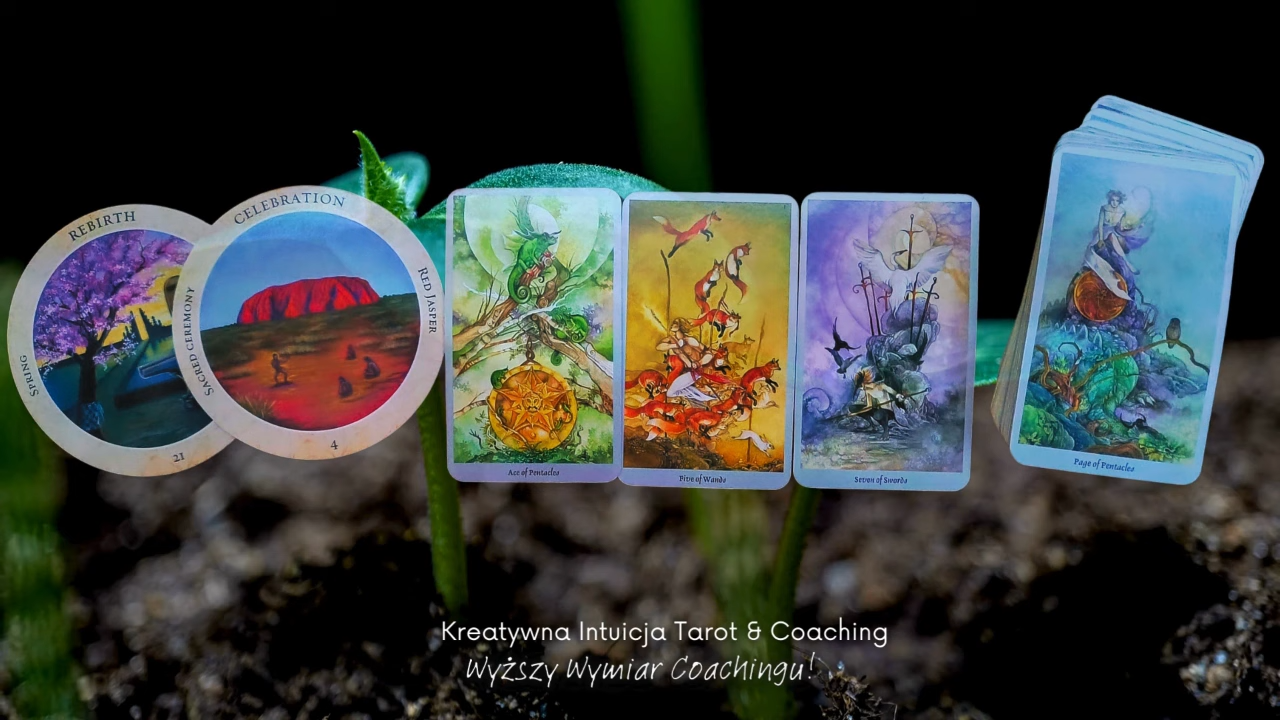 REBIRTH
SPRING
21
CELEBRATION
SACRED CEREMONY
RED JASPER
4
Ace of Pentacles
Five of Wands
Seven of Swords
Page of Pentacles
Kreatywna Intuicja Tarot & Coaching
Wyższy Wymiar Coachingu!